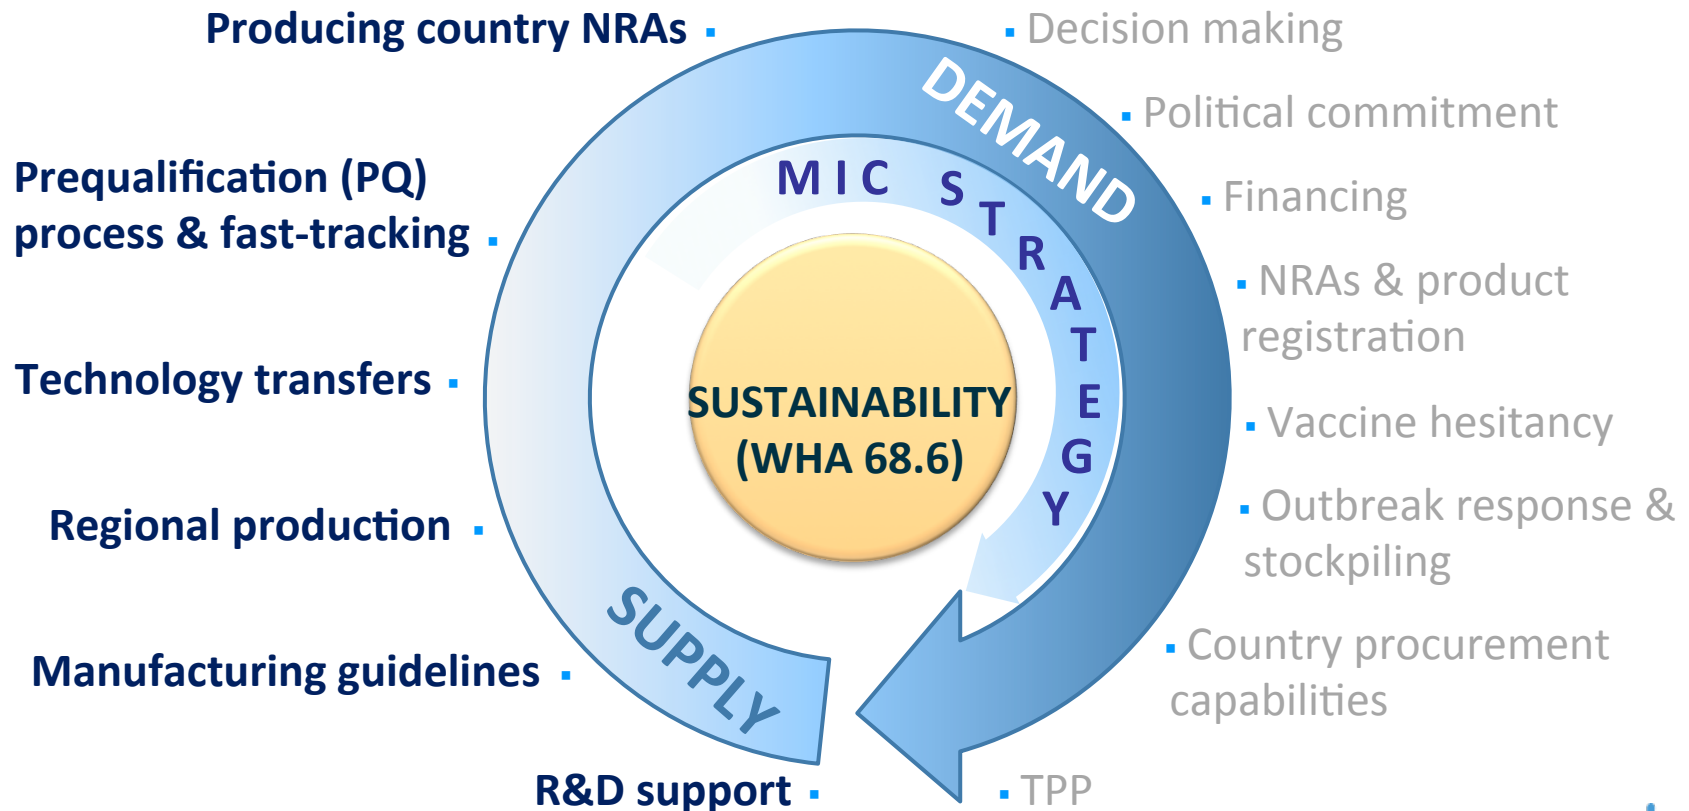 Producing country NRAs
Prequalification (PQ)
process & fast-tracking
Technology transfers
Regional production
Manufacturing guidelines
R&D support
SUPPLY
DEMAND
MIC STRATEGY
SUSTAINABILITY
(WHA 68.6)
Decision making
Political commitment
Financing
NRAs & product
registration
Vaccine hesitancy
Outbreak response &
stockpiling
Country procurement
capabilities
TPP